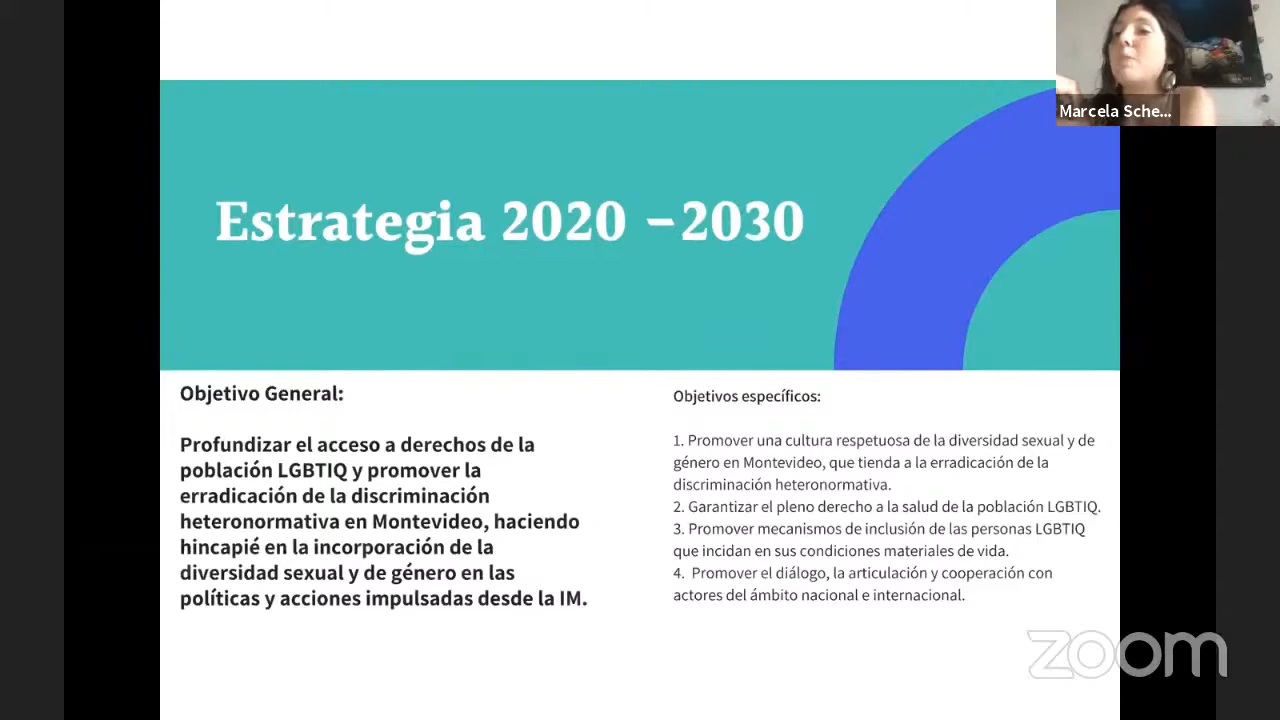 Marcela Sche...
Estrategia 2020 –2030
Objetivo General:
Profundizar el acceso a derechos de la
población LGBTIQ y promover la
erradicación de la discriminación
heteronormativa en Montevideo, haciendo
hincapié en la incorporación de la
diversidad sexual y de género en las
políticas y acciones impulsadas desde la IM.
Objetivos específicos:
1. Promover una cultura respetuosa de la diversidad sexual y de
género en Montevideo, que tienda a la erradicación de la
discriminación heteronormativa.
2. Garantizar el pleno derecho a la salud de la población LGBTIQ.
3. Promover mecanismos de inclusión de las personas LGBTIQ
que incidan en sus condiciones materiales de vida.
4. Promover el diálogo, la articulación y cooperación con
actores del ámbito nacional e internacional.
zoom